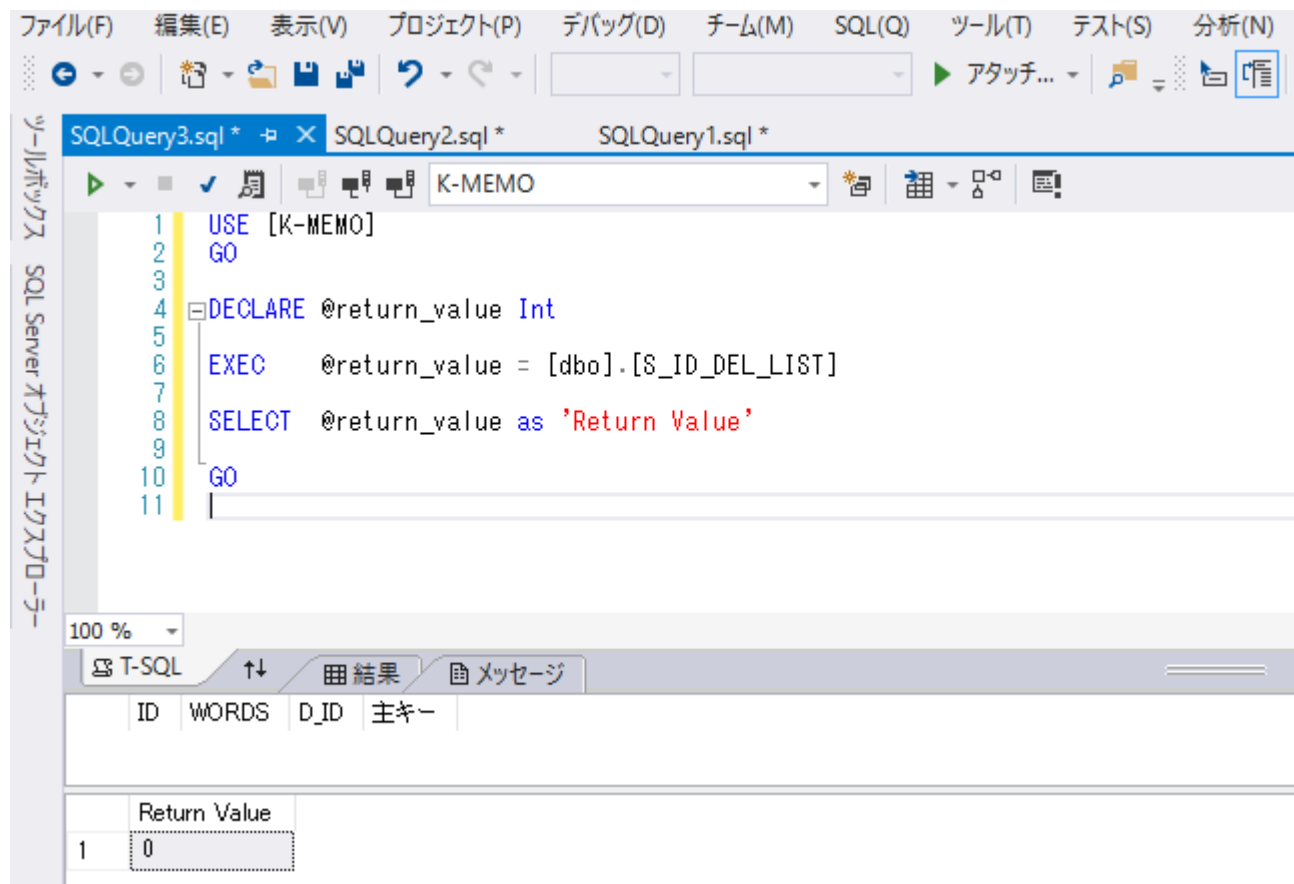 ファイル(F) 編集(E) 表示(V) プロジェクト(P) デバッグ(D) チーム(M) SQL(Q) ツール(T) テスト(S) 分析(N)
アタッチ...
ツールボックス
SQL Server オブジェクト エクスプローラー
SQLQuery3.sql * SQLQuery2.sql * SQLQuery1.sql *
K-MEMO
1 USE [K-MEMO]
2 GO
3
4 DECLARE @return_value Int
5
6 EXEC @return_value = [dbo].[S_ID_DEL_LIST]
7
8 SELECT @return_value as 'Return Value'
9
10 GO
11
100 %
T-SQL 結果 メッセージ
ID WORDS D_ID 主キー
Return Value
1 0